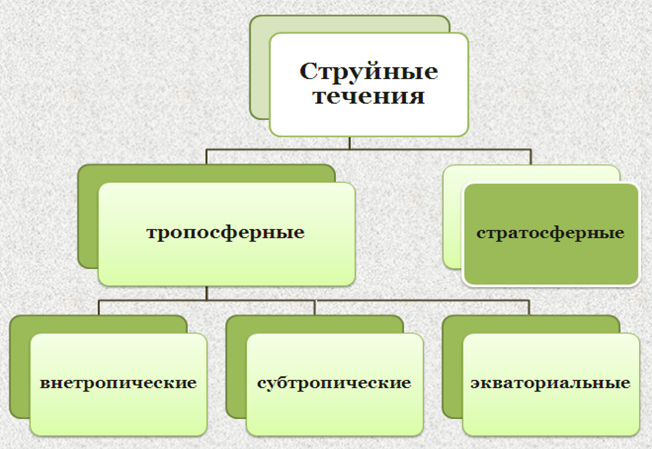 Струйные
течения
тропосферные
стратосферные
внетропические
субтропические
экваториальные